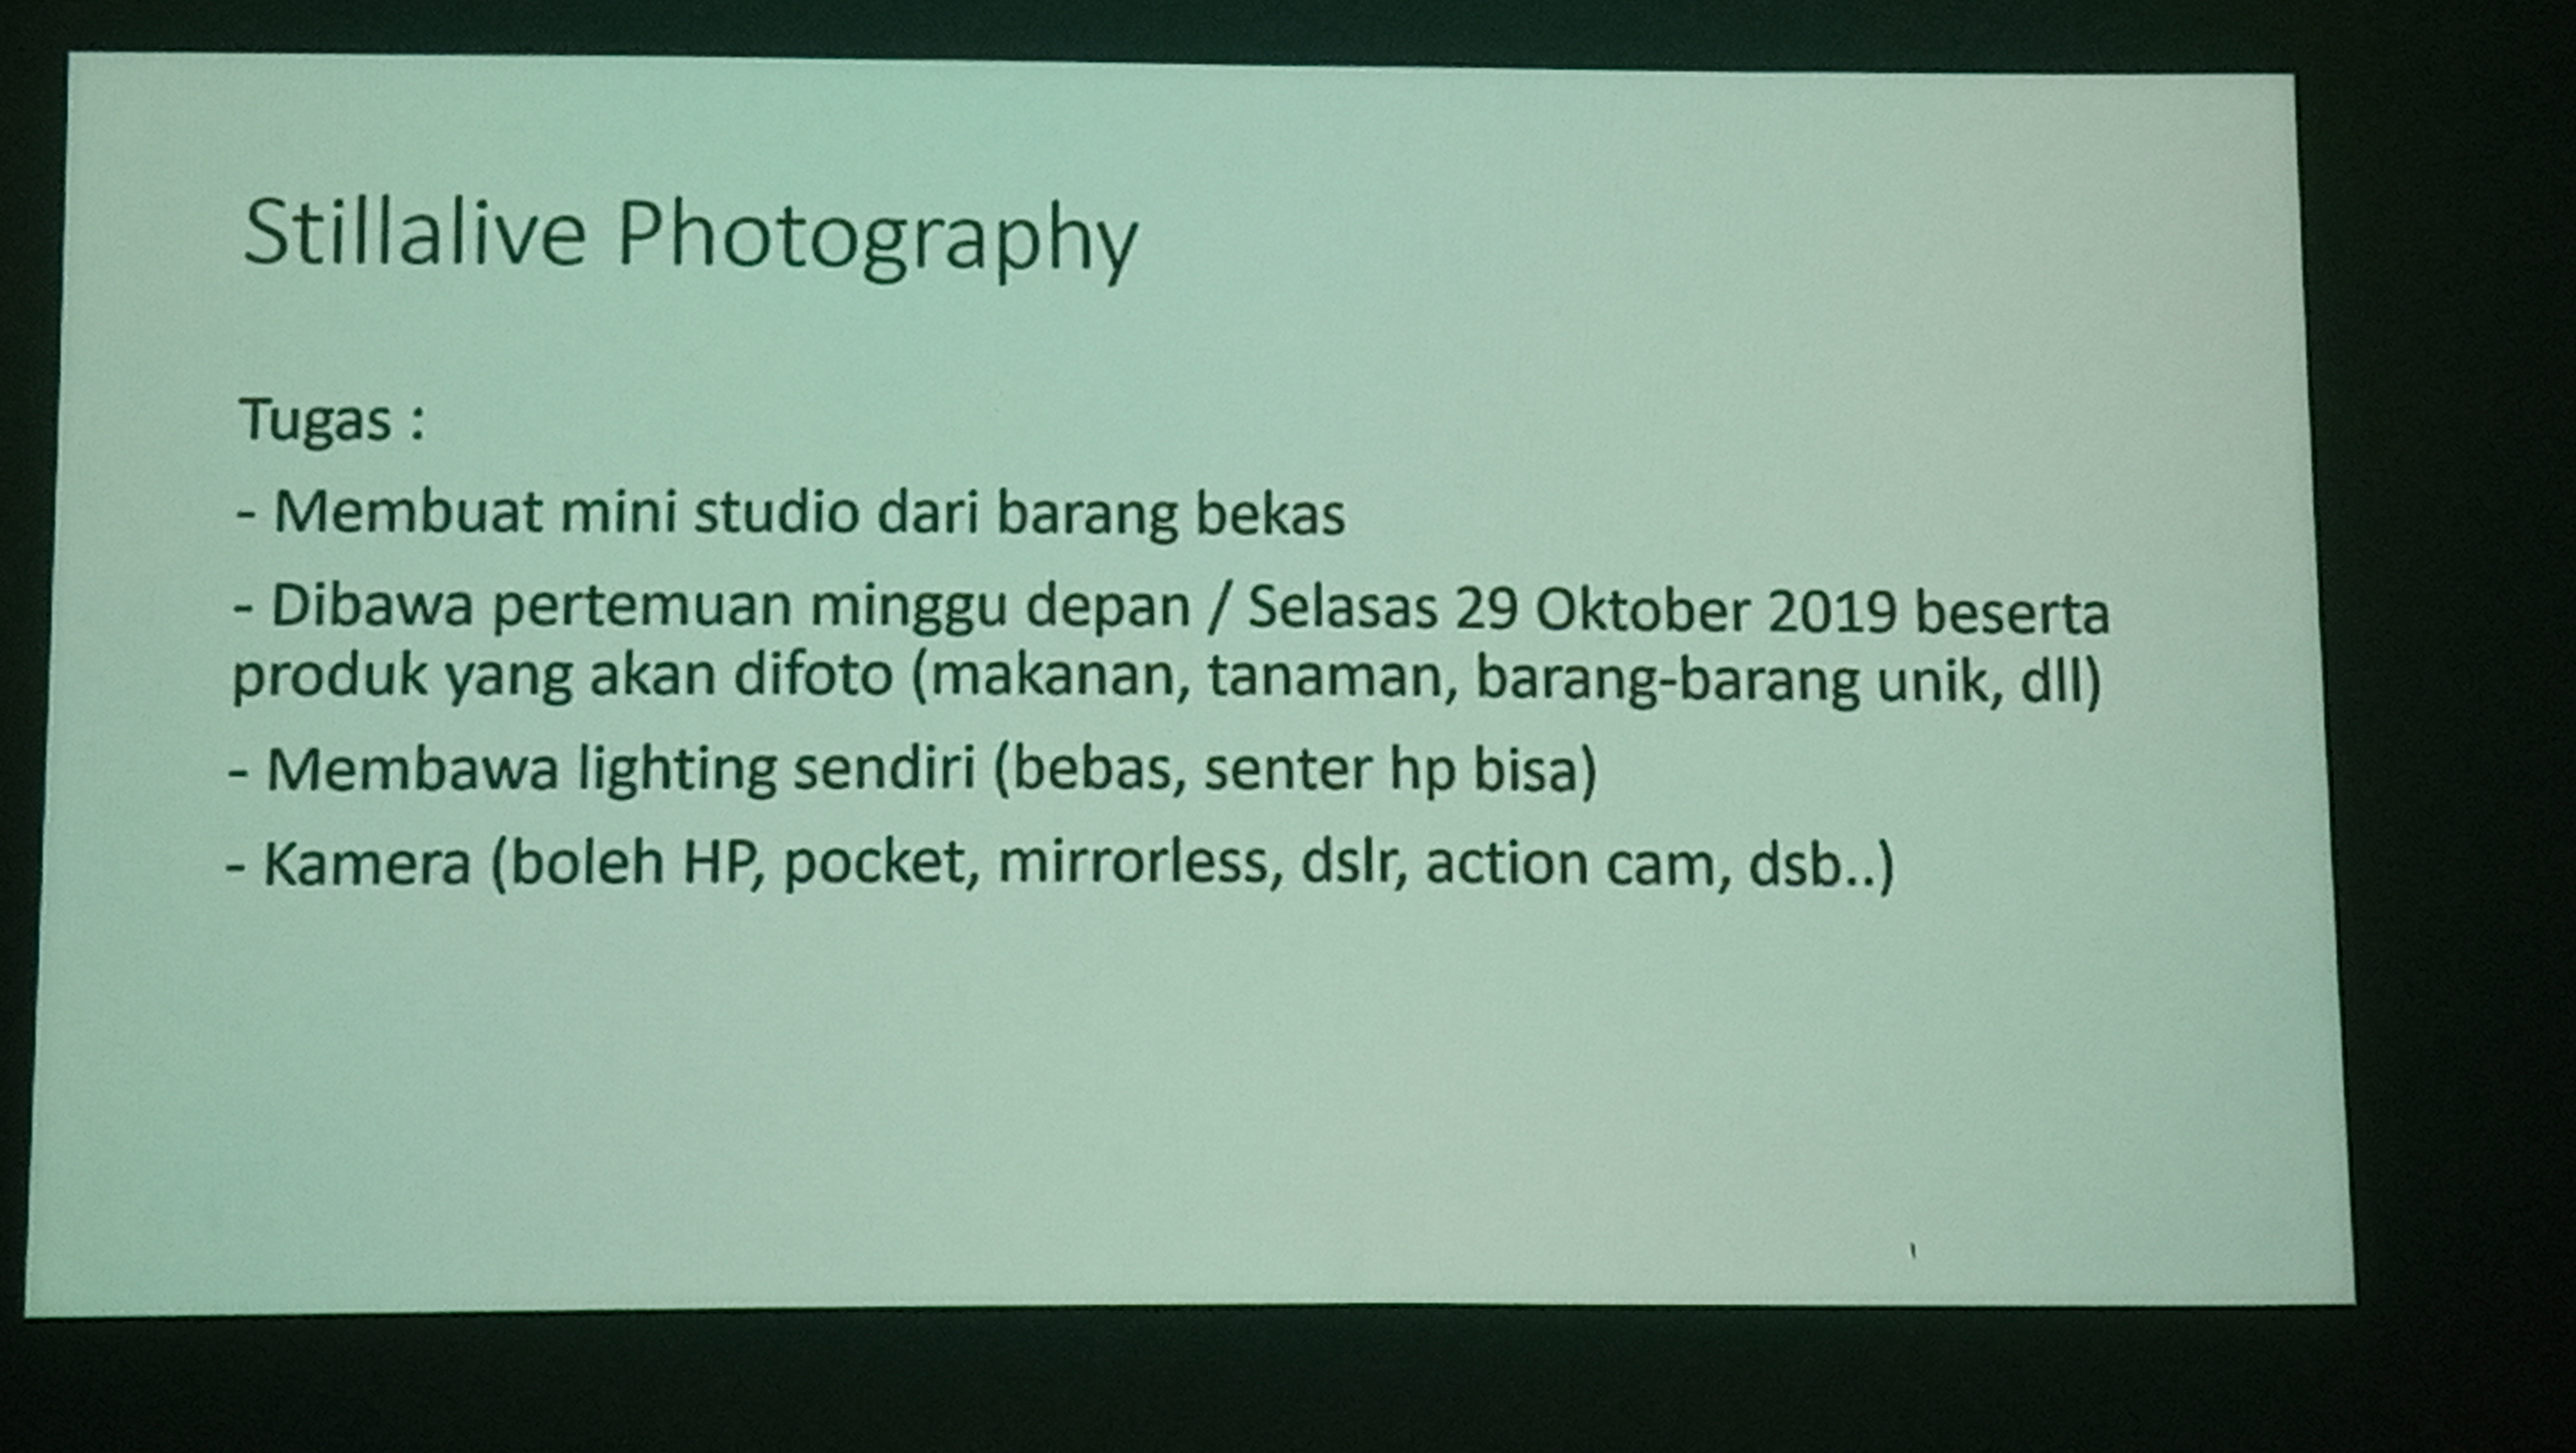 Stillalive Photography
Tugas :
- Membuat mini studio dari barang bekas
- Dibawa pertemuan minggu depan / Selasas 29 Oktober 2019 beserta
produk yang akan difoto (makanan, tanaman, barang-barang unik, dll)
- Membawa lighting sendiri (bebas, senter hp bisa)
- Kamera (boleh HP, pocket, mirrorless, dslr, action cam, dsb..)